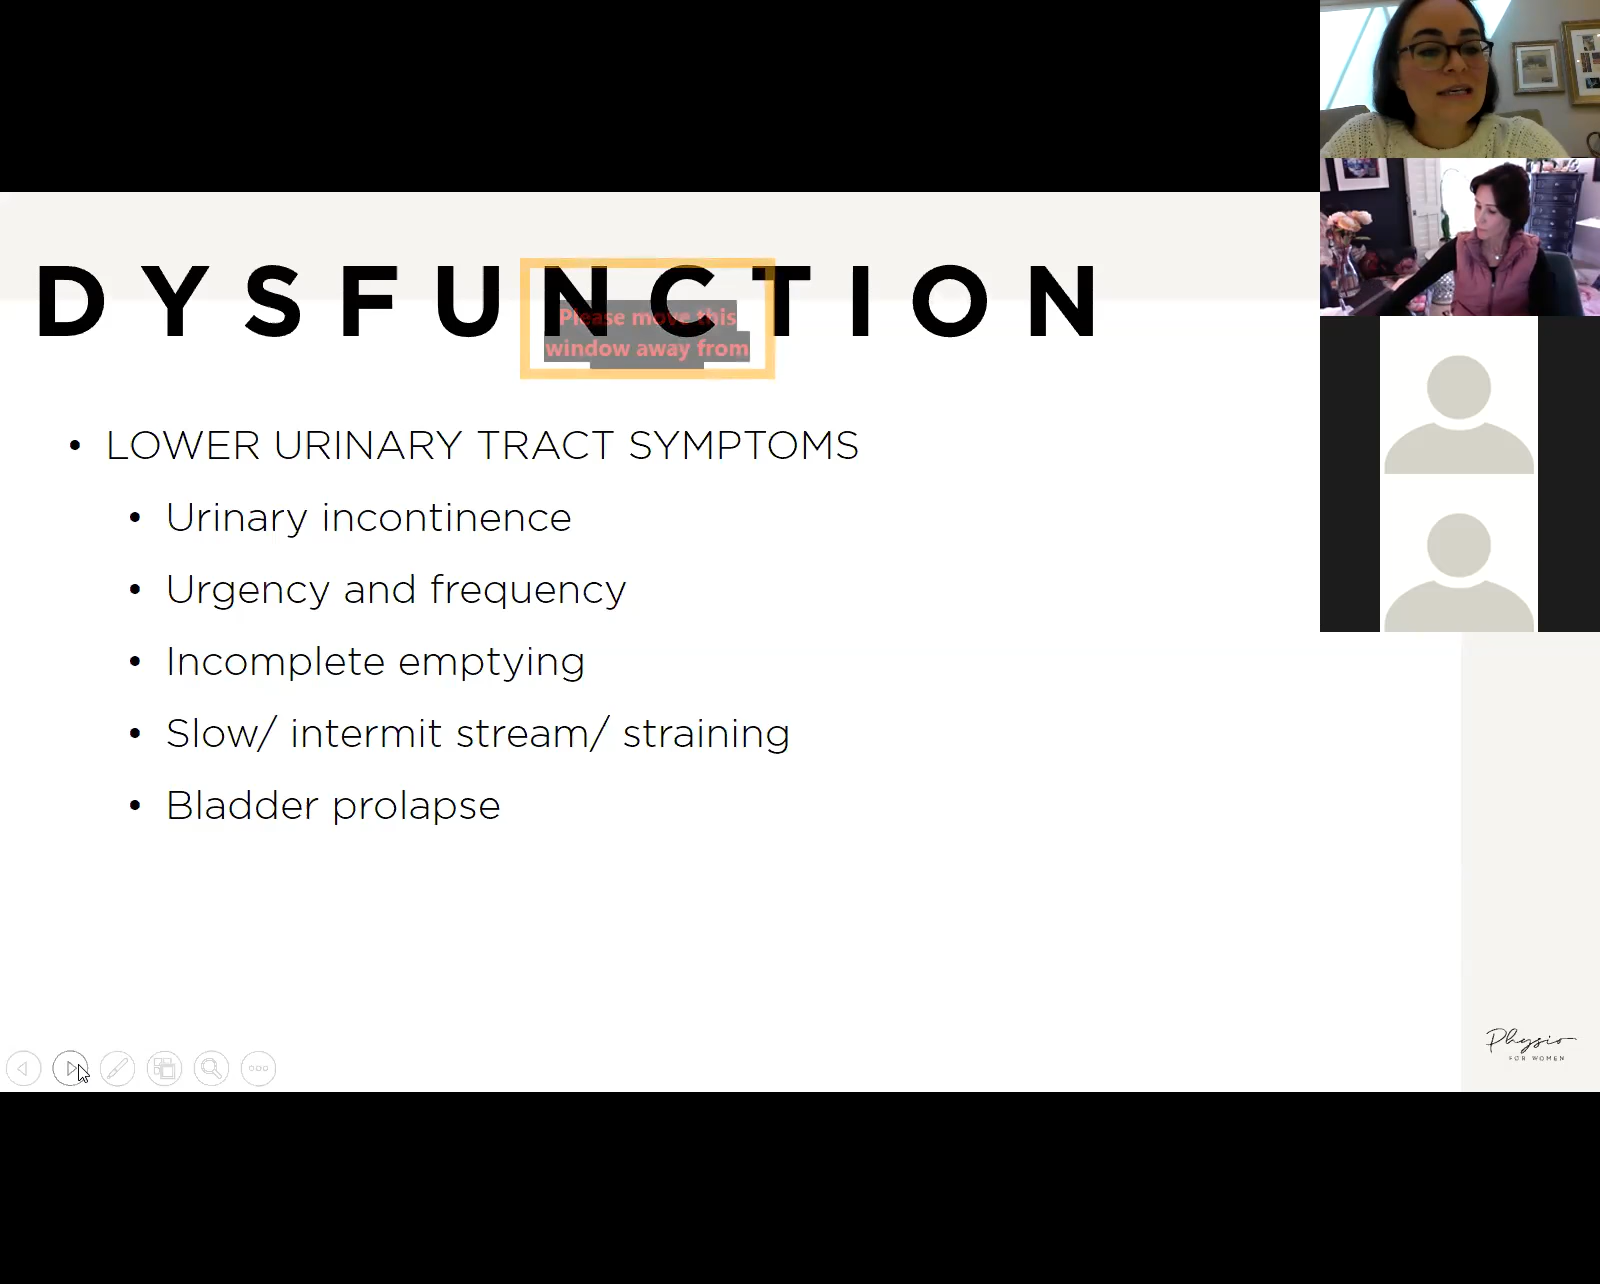 DYSFUNCTION
Please move this
window away from
• LOWER URINARY TRACT SYMPTOMS
• Urinary incontinence
• Urgency and frequency
• Incomplete emptying
• Slow/ intermit stream/ straining
• Bladder prolapse
Physio
FOR WOMEN